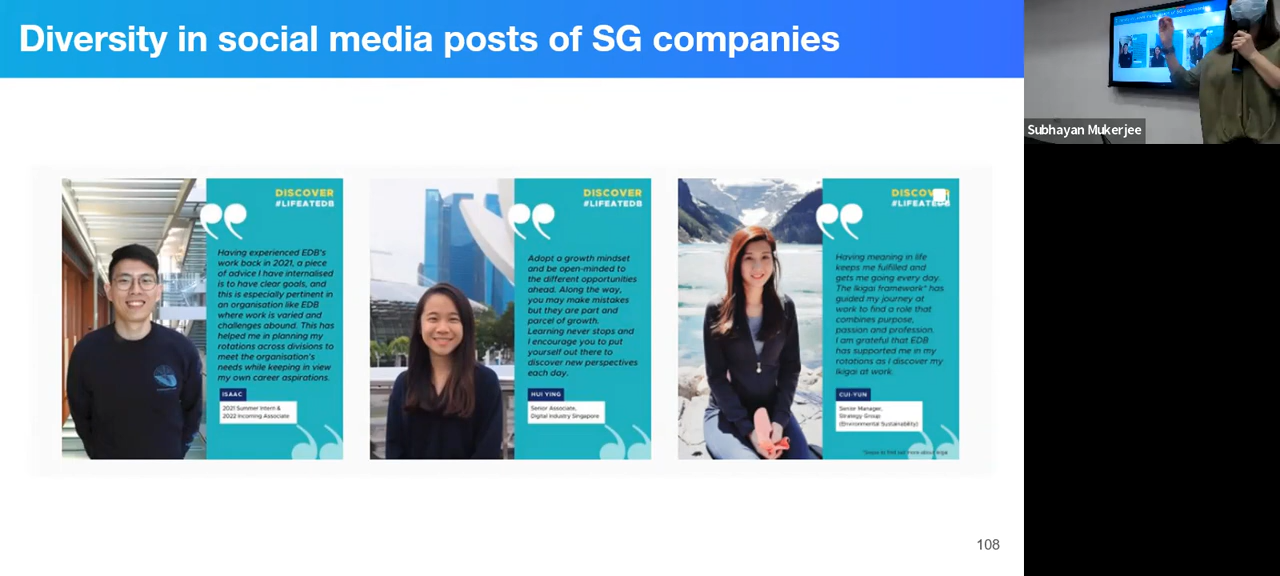 Diversity in social media posts of SG companies
DISCOVER
#LIFEATEDB
Having experienced EDB's
work back in 2021, a piece
of advice I have internalised
is to have clear goals, and
this is especially pertinent in
an organisation like EDB
where work is varied and
challenges abound. This has
helped me in planning my
rotations across divisions to
meet the organisation's
needs while keeping in view
my own career aspirations.
ISAAC
2021 Summer Intern &
2022 Incoming Associate
DISCOVER
#LIFEATEDB
Adopt a growth mindset
and be open-minded to
the different opportunities
ahead. Along the way,
you may make mistakes
but they are part and
parcel of growth.
Learning never stops and
I encourage you to put
yourself out there to
discover new perspectives
each day.
HUI YING
Senior Associate,
Digital Industry Singapore
DISCOVER
#LIFEATEDB
Having meaning in life
keeps me fulfilled and
gets me going every day.
The Ikigai framework* has
guided my journey at
work to find a role that
combines purpose,
passion and profession.
I am grateful that EDB
has supported me in my
rotations as I discover my
Ikigai at work.
CUI-YUN
Senior Manager,
Strategy Group
(Environmental Sustainability)
to find out more about
108
Subhayan Mukerjee